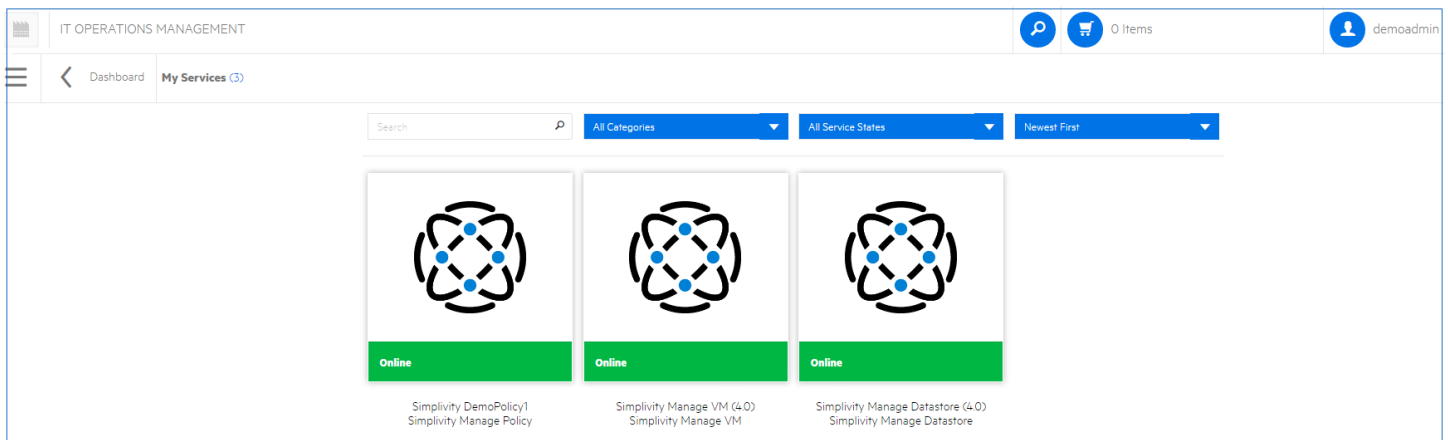 IT OPERATIONS MANAGEMENT
0 Items
demoadmin
Dashboard
My Services (3)
Search
All Categories
All Service States
Newest First
Online
Online
Online
Simplivity DemoPolicy1
Simplivity Manage Policy
Simplivity Manage VM (4.0)
Simplivity Manage VM
Simplivity Manage Datastore (4.0)
Simplivity Manage Datastore